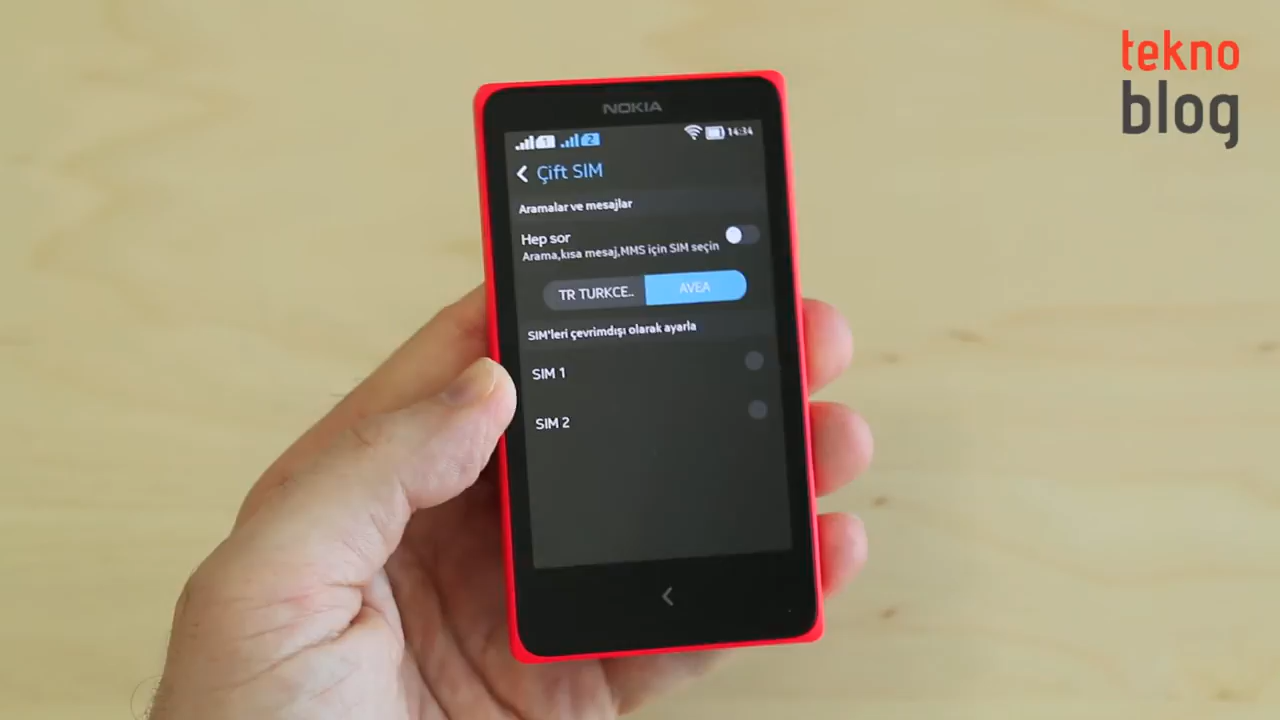 tekno
blog
NOKIA
1 2 14:34
Çift SIM
Aramalar ve mesajlar
Hep sor
Arama,kısa mesaj,MMS için SIM seçin
TR TURKCE.. AVEA
SIM'leri çevrimdışı olarak ayarla
SIM 1
SIM 2